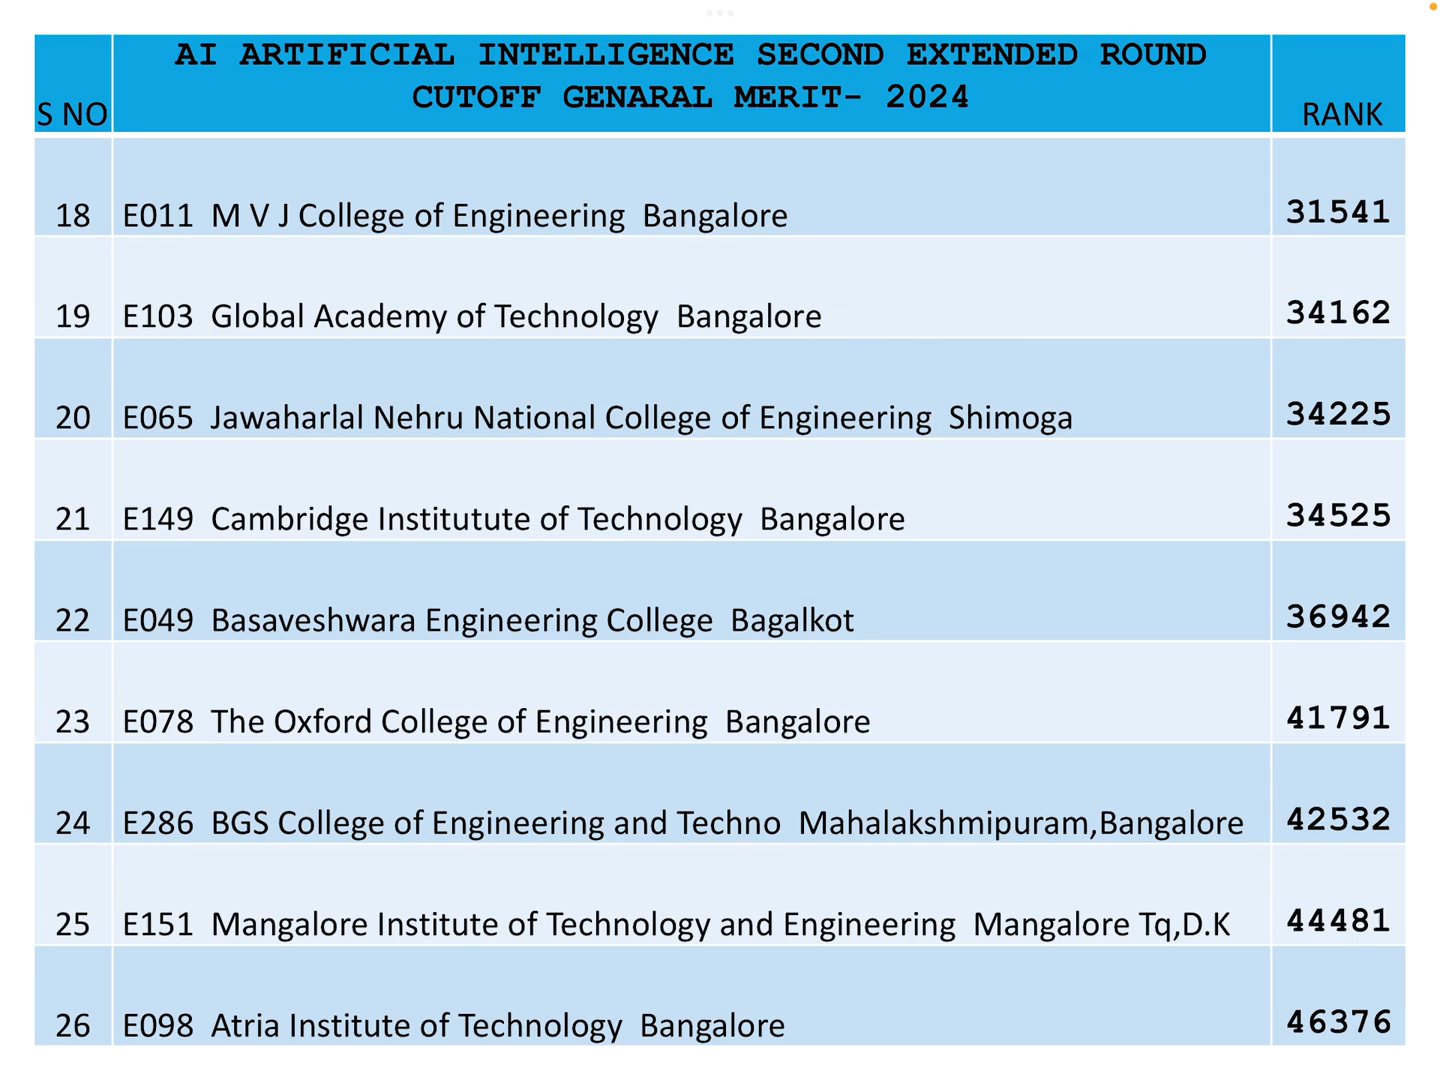 AI ARTIFICIAL INTELLIGENCE SECOND EXTENDED ROUND
CUTOFF GENARAL MERIT- 2024
S NO RANK
18 E011 M V J College of Engineering Bangalore 31541
19 E103 Global Academy of Technology Bangalore 34162
20 E065 Jawaharlal Nehru National College of Engineering Shimoga 34225
21 E149 Cambridge Institutute of Technology Bangalore 34525
22 E049 Basaveshwara Engineering College Bagalkot 36942
23 E078 The Oxford College of Engineering Bangalore 41791
24 E286 BGS College of Engineering and Techno Mahalakshmipuram,Bangalore 42532
25 E151 Mangalore Institute of Technology and Engineering Mangalore Tq,D.K 44481
26 E098 Atria Institute of Technology Bangalore 46376